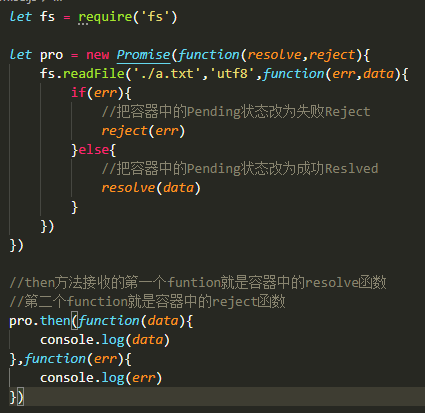 let fs = require('fs')
let pro = new Promise(function(resolve,reject){
fs.readFile('./a.txt','utf8',function(err,data){
if(err){
//把容器中的Pending状态改为失败Reject
reject(err)
}else{
//把容器中的Pending状态改为成功Reslved
resolve(data)
}
})
})
//then方法接收的第一个funtion就是容器中的resolve函数
//第二个function就是容器中的reject函数
pro.then(function(data){
console.log(data)
},function(err){
console.log(err)
})